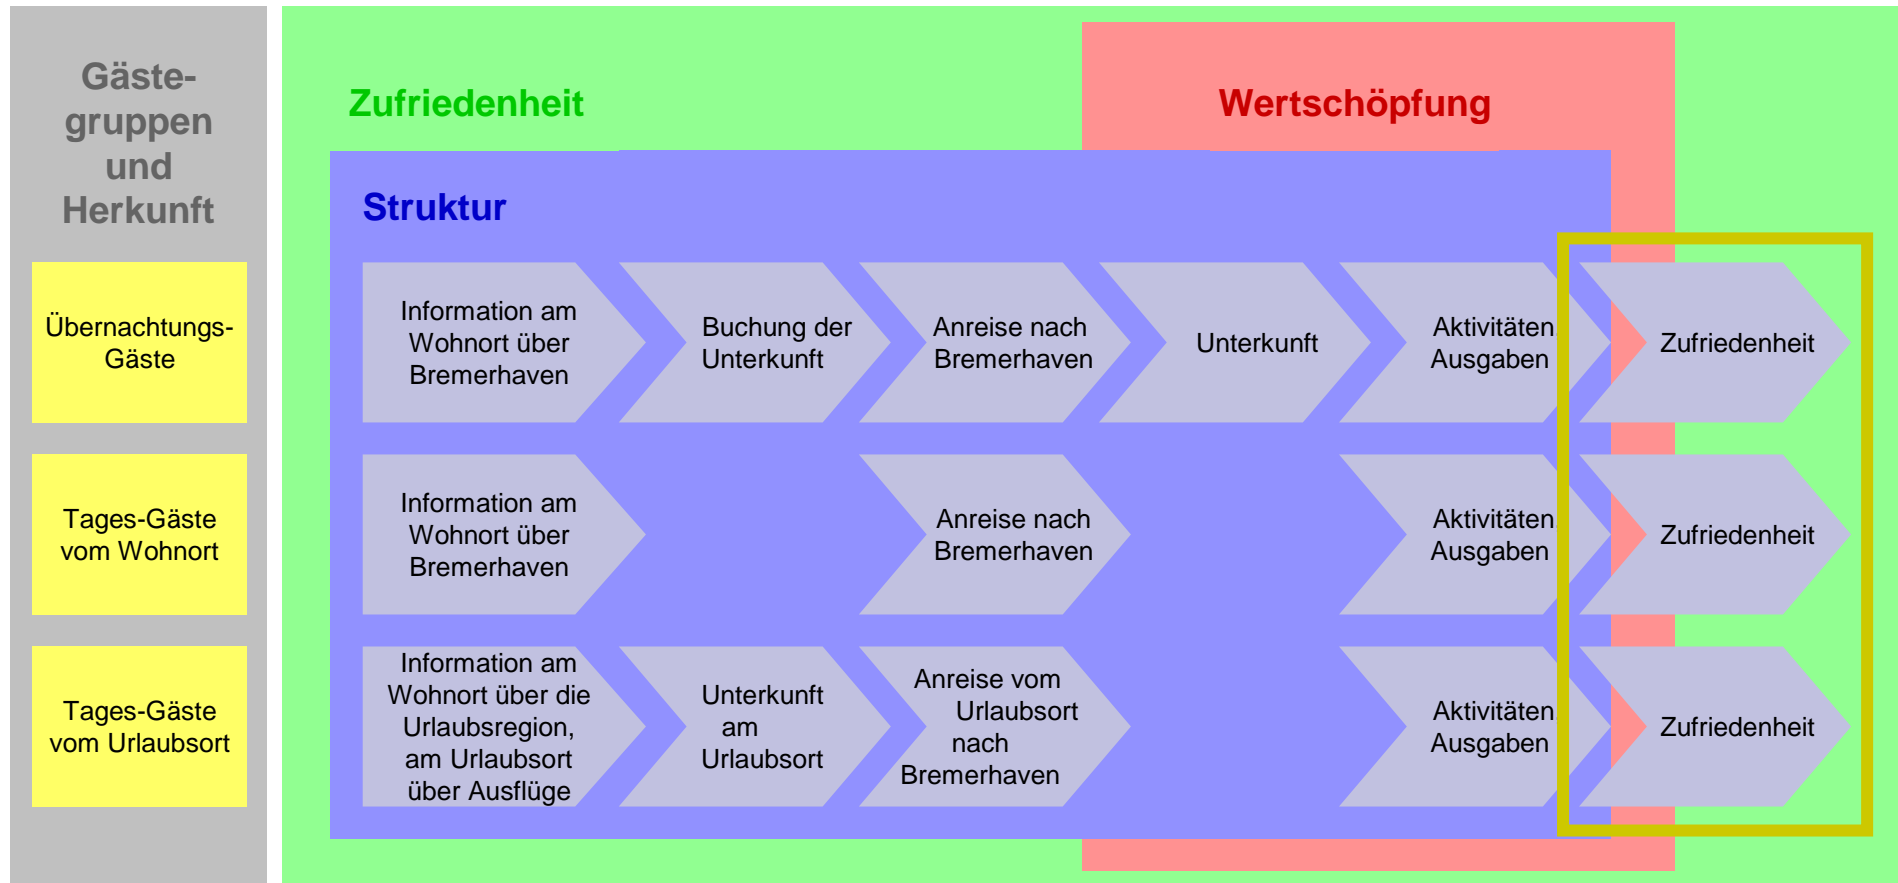 Gäste-
gruppen
und
Herkunft
Zufriedenheit
Wertschöpfung
Struktur
Übernachtungs-
Gäste
Information am
Wohnort über
Bremerhaven
Buchung der
Unterkunft
Anreise nach
Bremerhaven
Unterkunft
Aktivitäten,
Ausgaben
Zufriedenheit
Tages-Gäste
vom Wohnort
Information am
Wohnort über
Bremerhaven
Anreise nach
Bremerhaven
Aktivitäten,
Ausgaben
Zufriedenheit
Tages-Gäste
vom Urlaubsort
Information am
Wohnort über die
Urlaubsregion,
am Urlaubsort
über Ausflüge
Unterkunft
am
Urlaubsort
Anreise vom
Urlaubsort
nach
Bremerhaven
Aktivitäten,
Ausgaben
Zufriedenheit